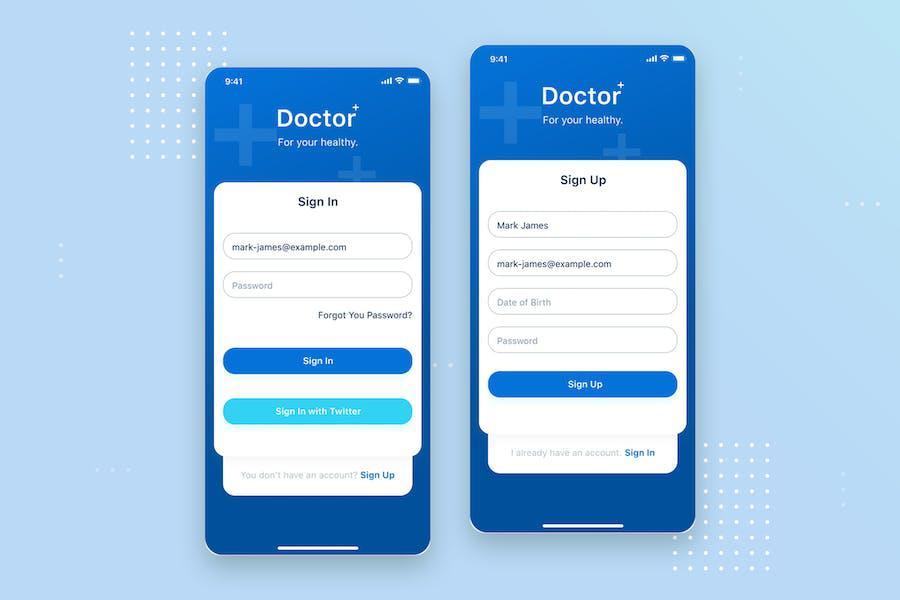 9:41
Doctor+
For your healthy.
Sign In
mark-james@example.com
Password
Forgot You Password?
Sign In
Sign In with Twitter
You don't have an account? Sign Up
9:41
Doctor+
For your healthy.
Sign Up
Mark James
mark-james@example.com
Date of Birth
Password
Sign Up
I already have an account. Sign In